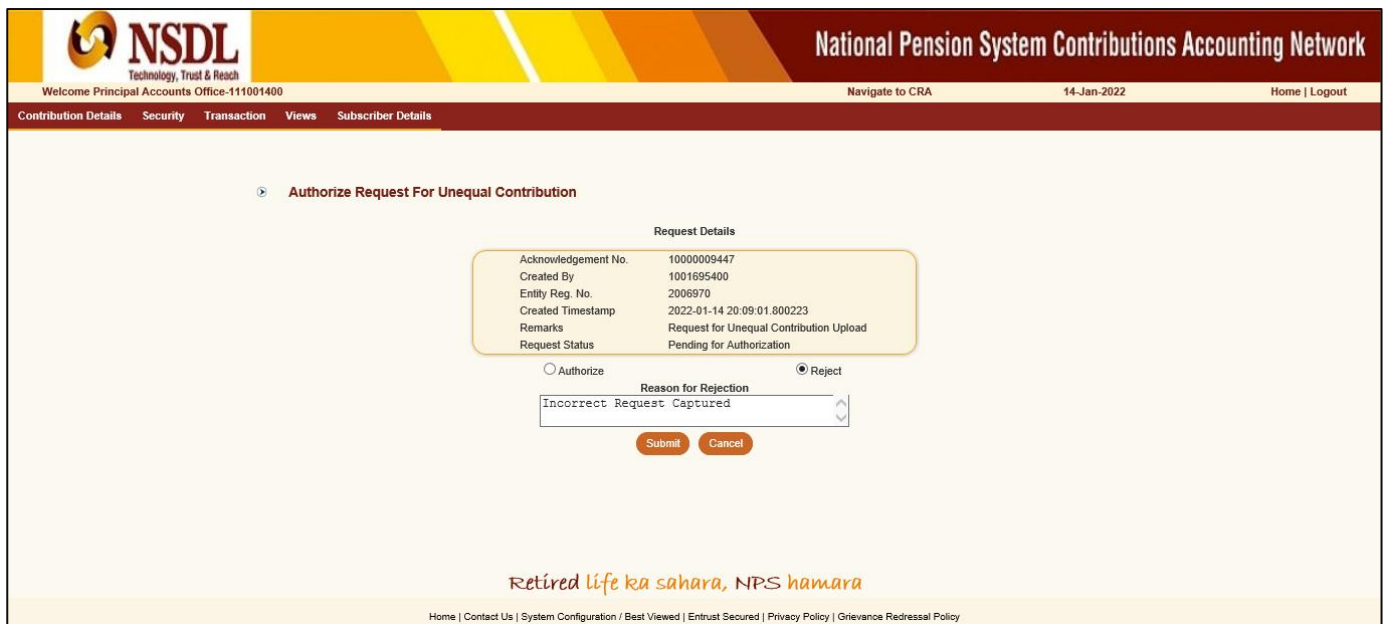 NSDL
Technology, Trust & Reach
National Pension System Contributions Accounting Network
Welcome Principal Accounts Office-111001400 Navigate to CRA 14-Jan-2022 Home | Logout
Contribution Details Security Transaction Views Subscriber Details
Authorize Request For Unequal Contribution
Request Details
Acknowledgement No. 10000009447
Created By 1001695400
Entity Reg. No. 2006970
Created Timestamp 2022-01-14 20:09:01.800223
Remarks Request for Unequal Contribution Upload
Request Status Pending for Authorization
Authorize Reject
Reason for Rejection
Incorrect Request Captured
Submit Cancel
Retired life ka sahara, NPS hamara
Home | Contact Us | System Configuration / Best Viewed | Entrust Secured | Privacy Policy | Grievance Redressal Policy